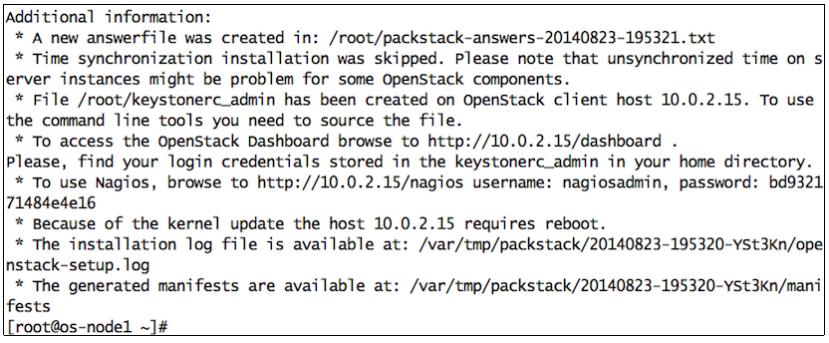 Additional information:
 * A new answerfile was created in: /root/packstack-answers-20140823-195321.txt
 * Time synchronization installation was skipped. Please note that unsynchronized time on s
erver instances might be problem for some OpenStack components.
 * File /root/keystonerc_admin has been created on OpenStack client host 10.0.2.15. To use
the command line tools you need to source the file.
 * To access the OpenStack Dashboard browse to http://10.0.2.15/dashboard .
Please, find your login credentials stored in the keystonerc_admin in your home directory.
 * To use Nagios, browse to http://10.0.2.15/nagios username: nagiosadmin, password: bd9321
71484e4e16
 * Because of the kernel update the host 10.0.2.15 requires reboot.
 * The installation log file is available at: /var/tmp/packstack/20140823-195320-YSt3Kn/ope
nstack-setup.log
 * The generated manifests are available at: /var/tmp/packstack/20140823-195320-YSt3Kn/mani
fests
[root@os-node1 ~]#